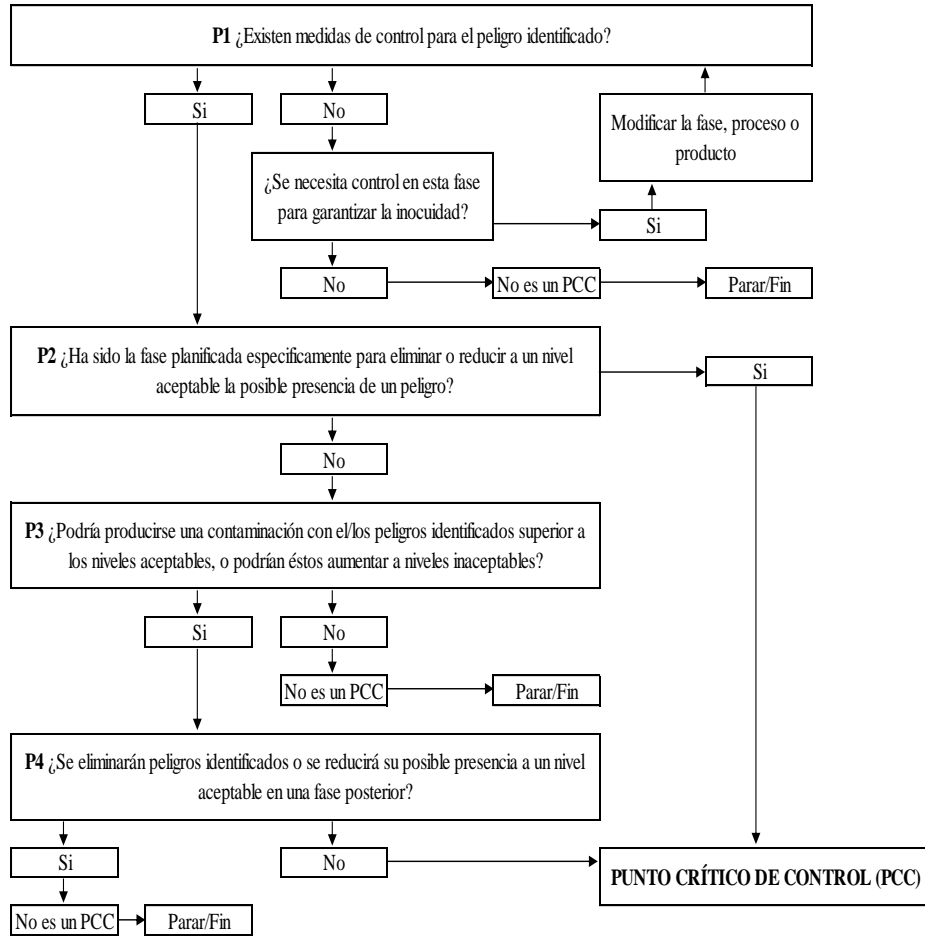 P1 ¿Existen medidas de control para el peligro identificado?
Si
No
Modificar la fase, proceso o
producto
¿Se necesita control en esta fase
para garantizar la inocuidad?
Si
No
No es un PCC
Parar/Fin
P2 ¿Ha sido la fase planificada especificamente para eliminar o reducir a un nivel
aceptable la posible presencia de un peligro?
Si
No
P3 ¿Podría producirse una contaminación con el/los peligros identificados superior a
los niveles aceptables, o podrían éstos aumentar a niveles inaceptables?
Si
No
No es un PCC
Parar/Fin
P4 ¿Se eliminarán peligros identificados o se reducirá su posible presencia a un nivel
aceptable en una fase posterior?
Si
No
PUNTO CRÍTICO DE CONTROL (PCC)
No es un PCC
Parar/Fin